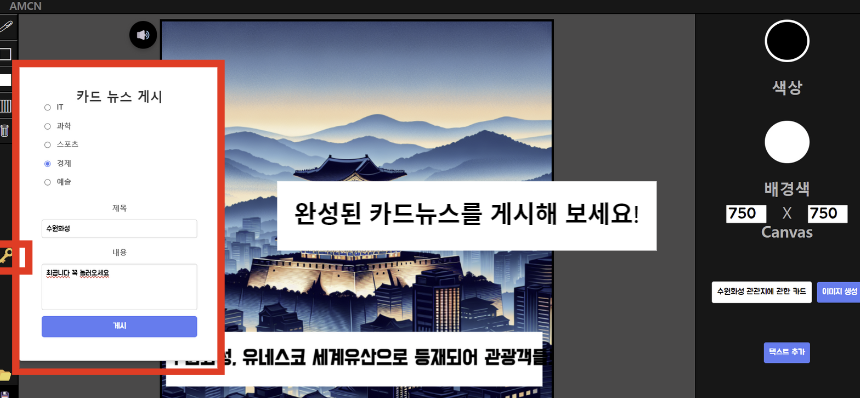 AMCN
카드 뉴스 게시
IT
과학
스포츠
경제
예술
제목
수원화성
내용
최곱니다 꼭 놀러오세요
게시
완성된 카드뉴스를 게시해 보세요!
성, 유네스코 세계유산으로 등재되어 관광객들
색상
배경색
750 X 750
Canvas
수원화성 관관지에 관한 카드
이미지 생성
텍스트 추가